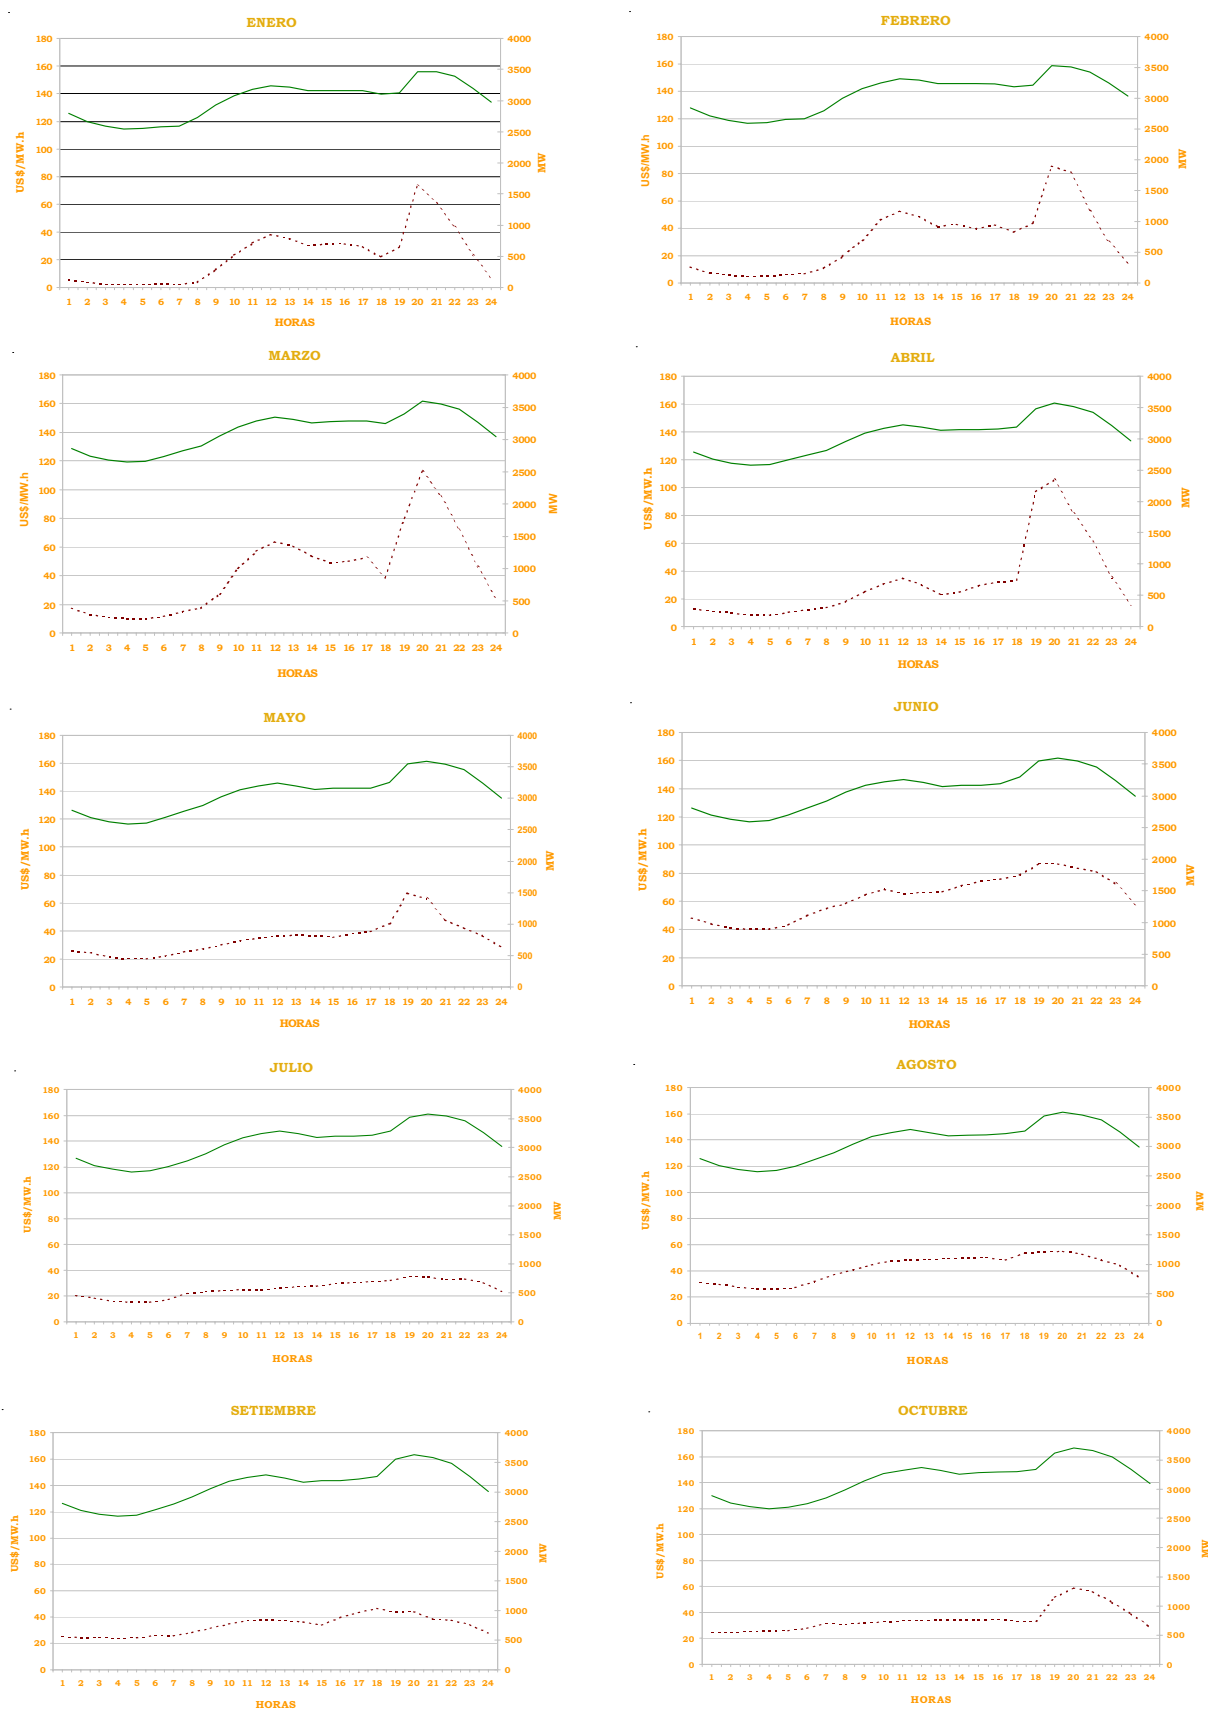 ENERO
180 160 140 120 100 80 60 40 20 0
4000 3500 3000 2500 2000 1500 1000 500 0
US$/MW.h
MW
1 2 3 4 5 6 7 8 9 10 11 12 13 14 15 16 17 18 19 20 21 22 23 24
HORAS
FEBRERO
180 160 140 120 100 80 60 40 20 0
4000 3500 3000 2500 2000 1500 1000 500 0
US$/MW.h
MW
1 2 3 4 5 6 7 8 9 10 11 12 13 14 15 16 17 18 19 20 21 22 23 24
HORAS
MARZO
180 160 140 120 100 80 60 40 20 0
4000 3500 3000 2500 2000 1500 1000 500 0
US$/MW.h
MW
1 2 3 4 5 6 7 8 9 10 11 12 13 14 15 16 17 18 19 20 21 22 23 24
HORAS
ABRIL
180 160 140 120 100 80 60 40 20 0
4000 3500 3000 2500 2000 1500 1000 500 0
US$/MW.h
MW
1 2 3 4 5 6 7 8 9 10 11 12 13 14 15 16 17 18 19 20 21 22 23 24
HORAS
MAYO
180 160 140 120 100 80 60 40 20 0
4000 3500 3000 2500 2000 1500 1000 500 0
US$/MW.h
MW
1 2 3 4 5 6 7 8 9 10 11 12 13 14 15 16 17 18 19 20 21 22 23 24
HORAS
JUNIO
180 160 140 120 100 80 60 40 20 0
4000 3500 3000 2500 2000 1500 1000 500 0
US$/MW.h
MW
1 2 3 4 5 6 7 8 9 10 11 12 13 14 15 16 17 18 19 20 21 22 23 24
HORAS
JULIO
180 160 140 120 100 80 60 40 20 0
4000 3500 3000 2500 2000 1500 1000 500 0
US$/MW.h
MW
1 2 3 4 5 6 7 8 9 10 11 12 13 14 15 16 17 18 19 20 21 22 23 24
HORAS
AGOSTO
180 160 140 120 100 80 60 40 20 0
4000 3500 3000 2500 2000 1500 1000 500 0
US$/MW.h
MW
1 2 3 4 5 6 7 8 9 10 11 12 13 14 15 16 17 18 19 20 21 22 23 24
HORAS
SETIEMBRE
180 160 140 120 100 80 60 40 20 0
4000 3500 3000 2500 2000 1500 1000 500 0
US$/MW.h
MW
1 2 3 4 5 6 7 8 9 10 11 12 13 14 15 16 17 18 19 20 21 22 23 24
HORAS
OCTUBRE
180 160 140 120 100 80 60 40 20 0
4000 3500 3000 2500 2000 1500 1000 500 0
US$/MW.h
MW
1 2 3 4 5 6 7 8 9 10 11 12 13 14 15 16 17 18 19 20 21 22 23 24
HORAS